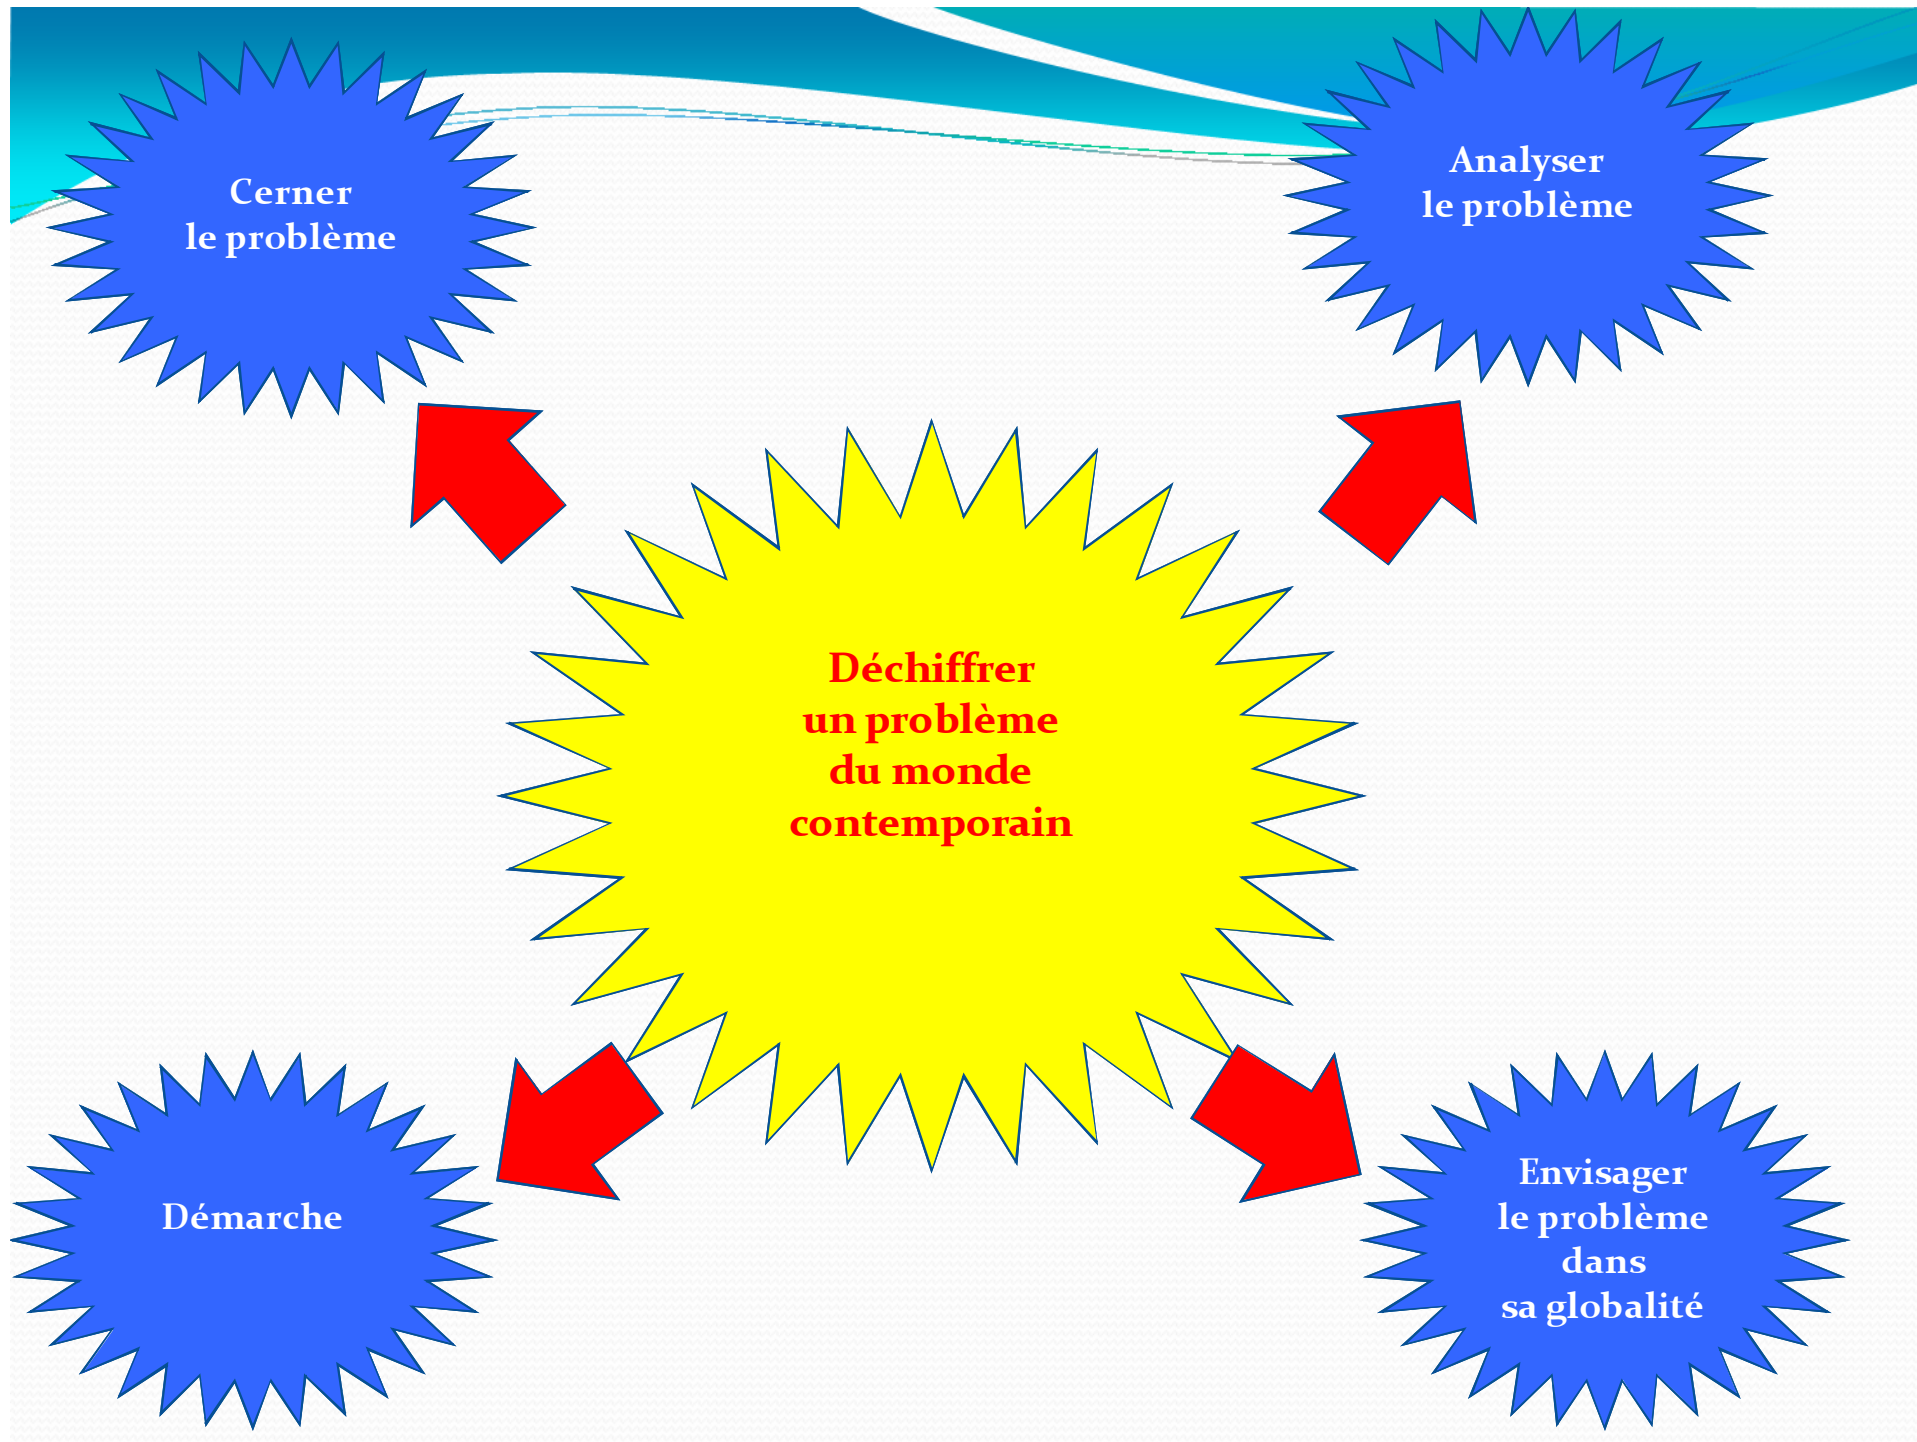 Cerner
le problème
Analyser
le problème
Déchiffrer
un problème
du monde
contemporain
Démarche
Envisager
le problème
dans
sa globalité